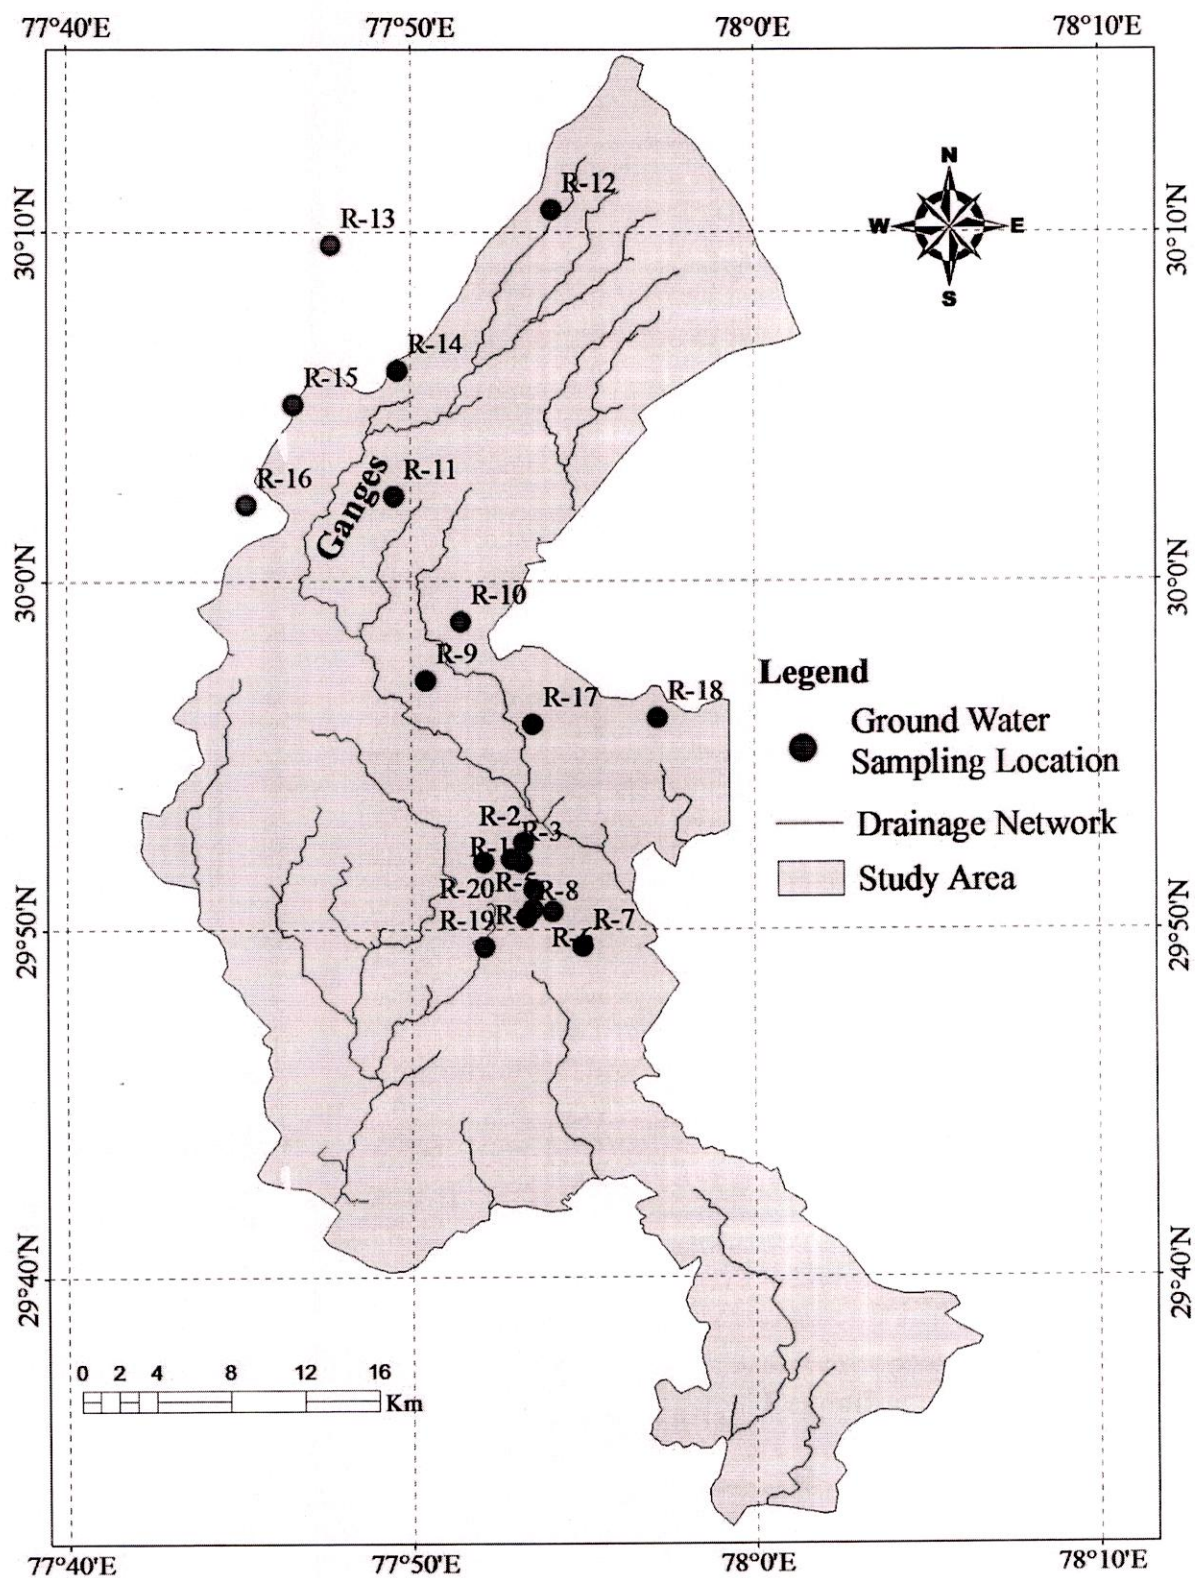 77°40'E
77°50'E
78°0'E
78°10'E
N
W
E
S
30°10'N
30°10'N
R-12
R-13
R-14
R-15
R-11
R-16
Ganges
30°0'N
30°0'N
R-10
R-9
R-17
R-18
Legend
Ground Water
Sampling Location
Drainage Network
Study Area
R-2
R-3
R-1
R-20
R-8
R-19
R-7
29°50'N
29°50'N
29°40'N
29°40'N
0 2 4 8 12 16
Km
77°40'E
77°50'E
78°0'E
78°10'E